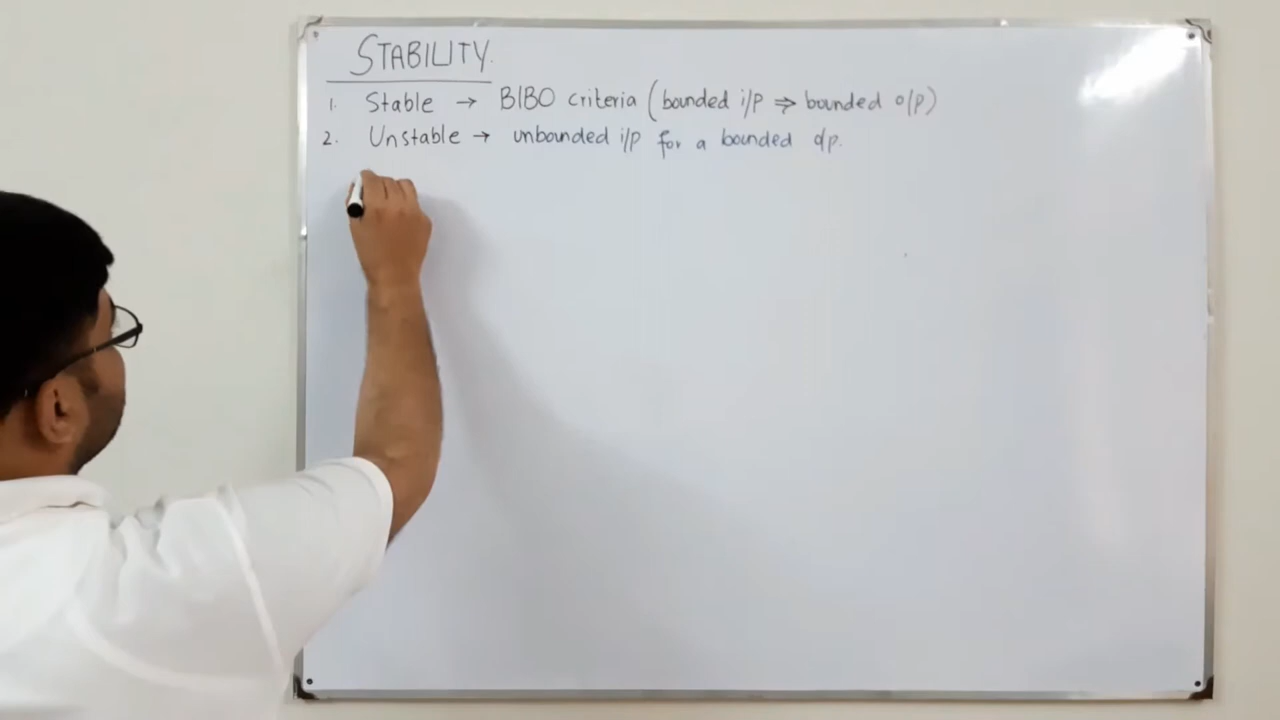 STABILITY.
1. Stable → BIBO criteria (bounded i/p ⇒ bounded o/p)
2. Unstable → unbounded i/p for a bounded o/p.